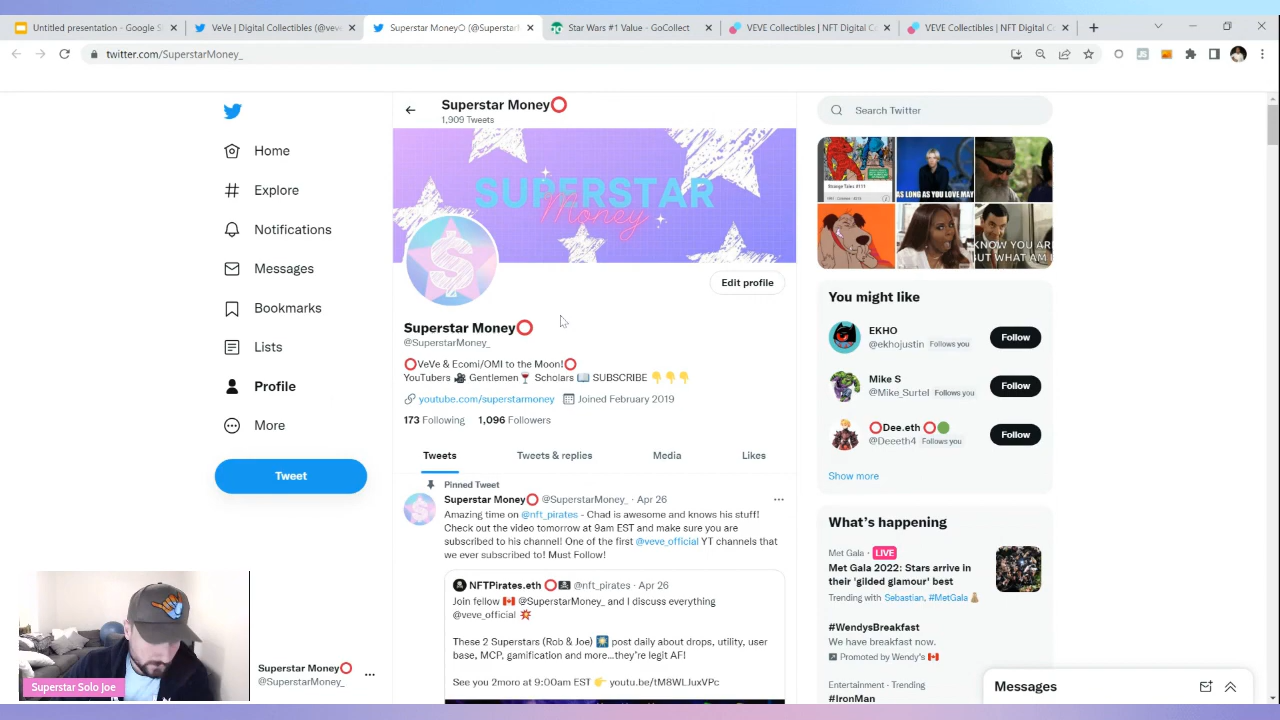 Untitled presentation - Google S
VeVe | Digital Collectibles (@veve
Superstar Money⭕ (@Superstar
Star Wars #1 Value - GoCollect
VEVE Collectibles | NFT Digital C
VEVE Collectibles | NFT Digital C
twitter.com/SuperstarMoney_
Home
Explore
Notifications
Messages
Bookmarks
Lists
Profile
More
Tweet
Superstar Money⭕
@SuperstarMoney_
Superstar Solo Joe
Superstar Money⭕
1,909 Tweets
SUPERSTAR
Money
Edit profile
Superstar Money⭕
@SuperstarMoney_
⭕VeVe & Ecomi/OMI to the Moon!⭕
YouTubers 🎥 Gentlemen🍷 Scholars 📖 SUBSCRIBE 👇👇👇
youtube.com/superstarmoney Joined February 2019
173 Following 1,096 Followers
Tweets Tweets & replies Media Likes
Pinned Tweet
Superstar Money⭕ @SuperstarMoney_ · Apr 26
Amazing time on @nft_pirates - Chad is awesome and knows his stuff!
Check out the video tomorrow at 9am EST and make sure you are
subscribed to his channel! One of the first @veve_official YT channels that
we ever subscribed to! Must Follow!
NFTPirates.eth ⭕🏴‍☠️ @nft_pirates · Apr 26
Join fellow 🇨🇦 @SuperstarMoney_ and I discuss everything
@veve_official 💥
These 2 Superstars (Rob & Joe) 🌟 post daily about drops, utility, user
base, MCP, gamification and more...they're legit AF!
See you 2moro at 9:00am EST 👉 youtu.be/tM8WLJuxVPc
Search Twitter
Strange Tales #111
AS LONG AS YOU LOVE MAY
KNOW YOU ARE
BUT WHAT AM I
You might like
EKHO
@ekhojustin Follows you
Follow
Mike S
@Mike_Surtel Follows you
Follow
⭕Dee.eth ⭕🟢
@Deeeth4 Follows you
Follow
Show more
What's happening
Met Gala · LIVE
Met Gala 2022: Stars arrive in
their 'gilded glamour' best
Trending with Sebastian, #MetGala
#WendysBreakfast
We have breakfast now.
Promoted by Wendy's 🇨🇦
Entertainment · Trending
#IronMan
Messages